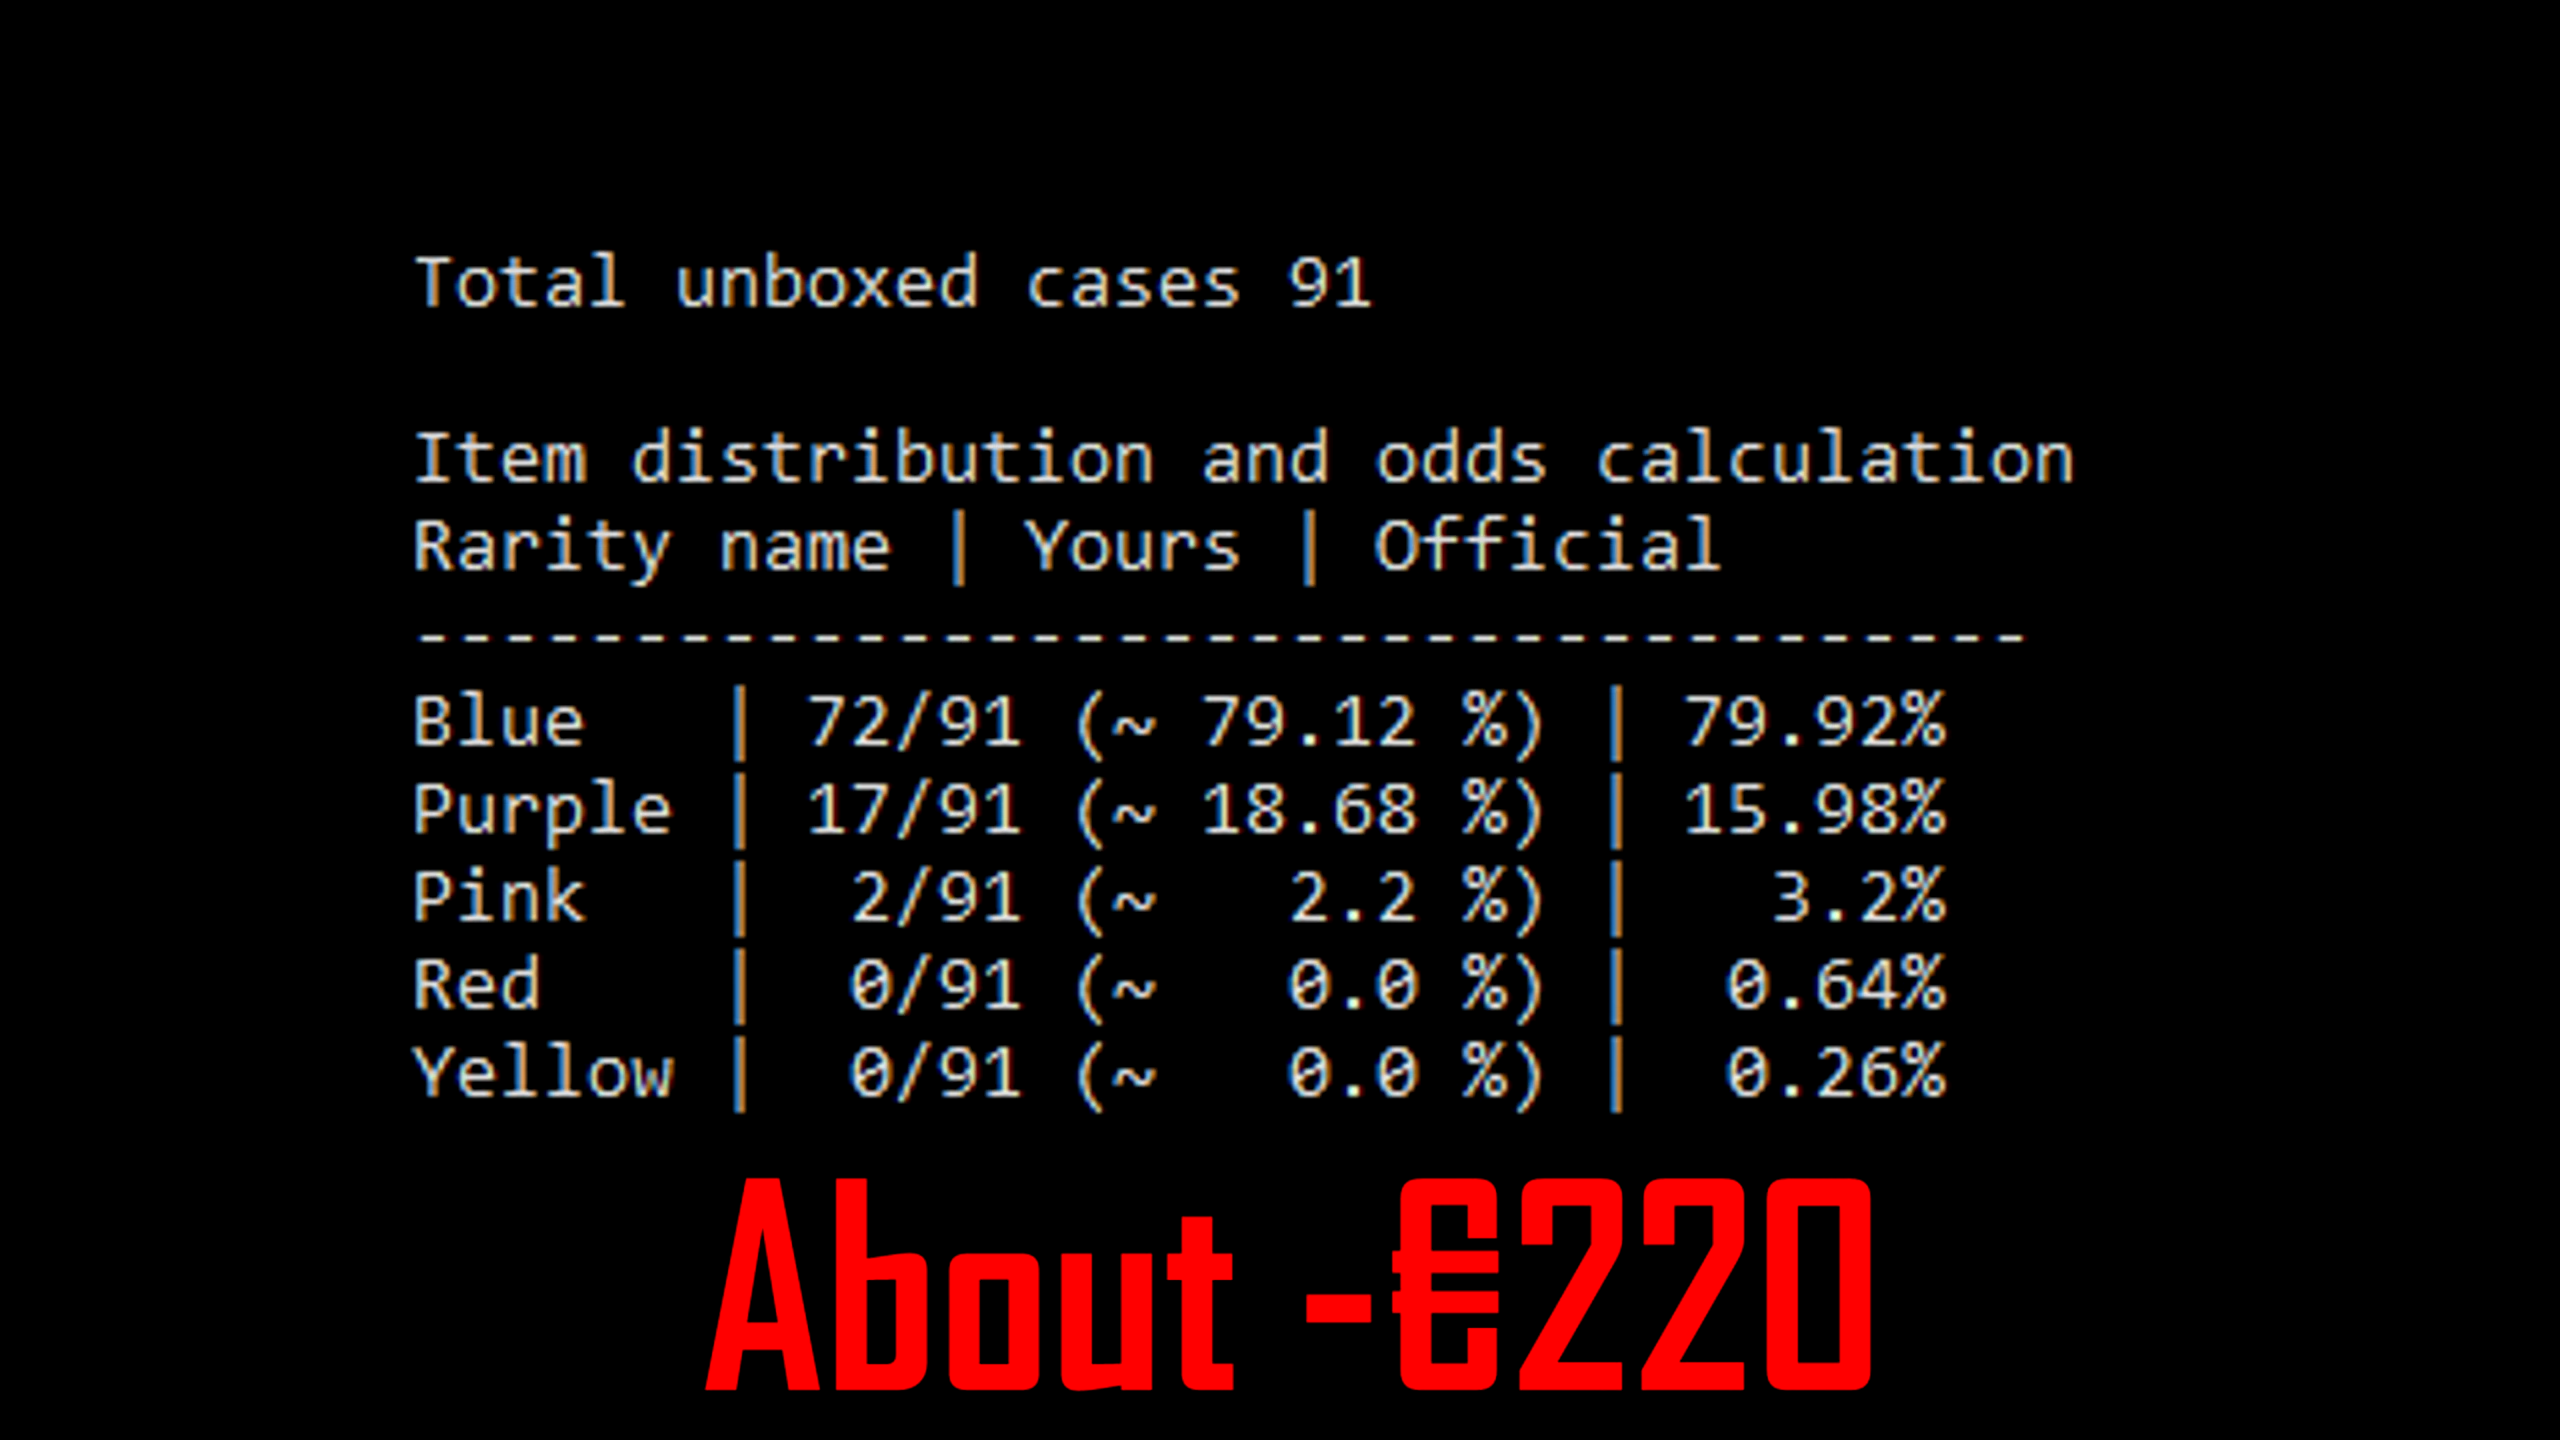 Total unboxed cases 91
Item distribution and odds calculation
Rarity name | Yours | Official
-------------------------------------
Blue   | 72/91 (~ 79.12 %) | 79.92%
Purple | 17/91 (~ 18.68 %) | 15.98%
Pink   |  2/91 (~   2.2 %) |   3.2%
Red    |  0/91 (~   0.0 %) |  0.64%
Yellow |  0/91 (~   0.0 %) |  0.26%
About -€220